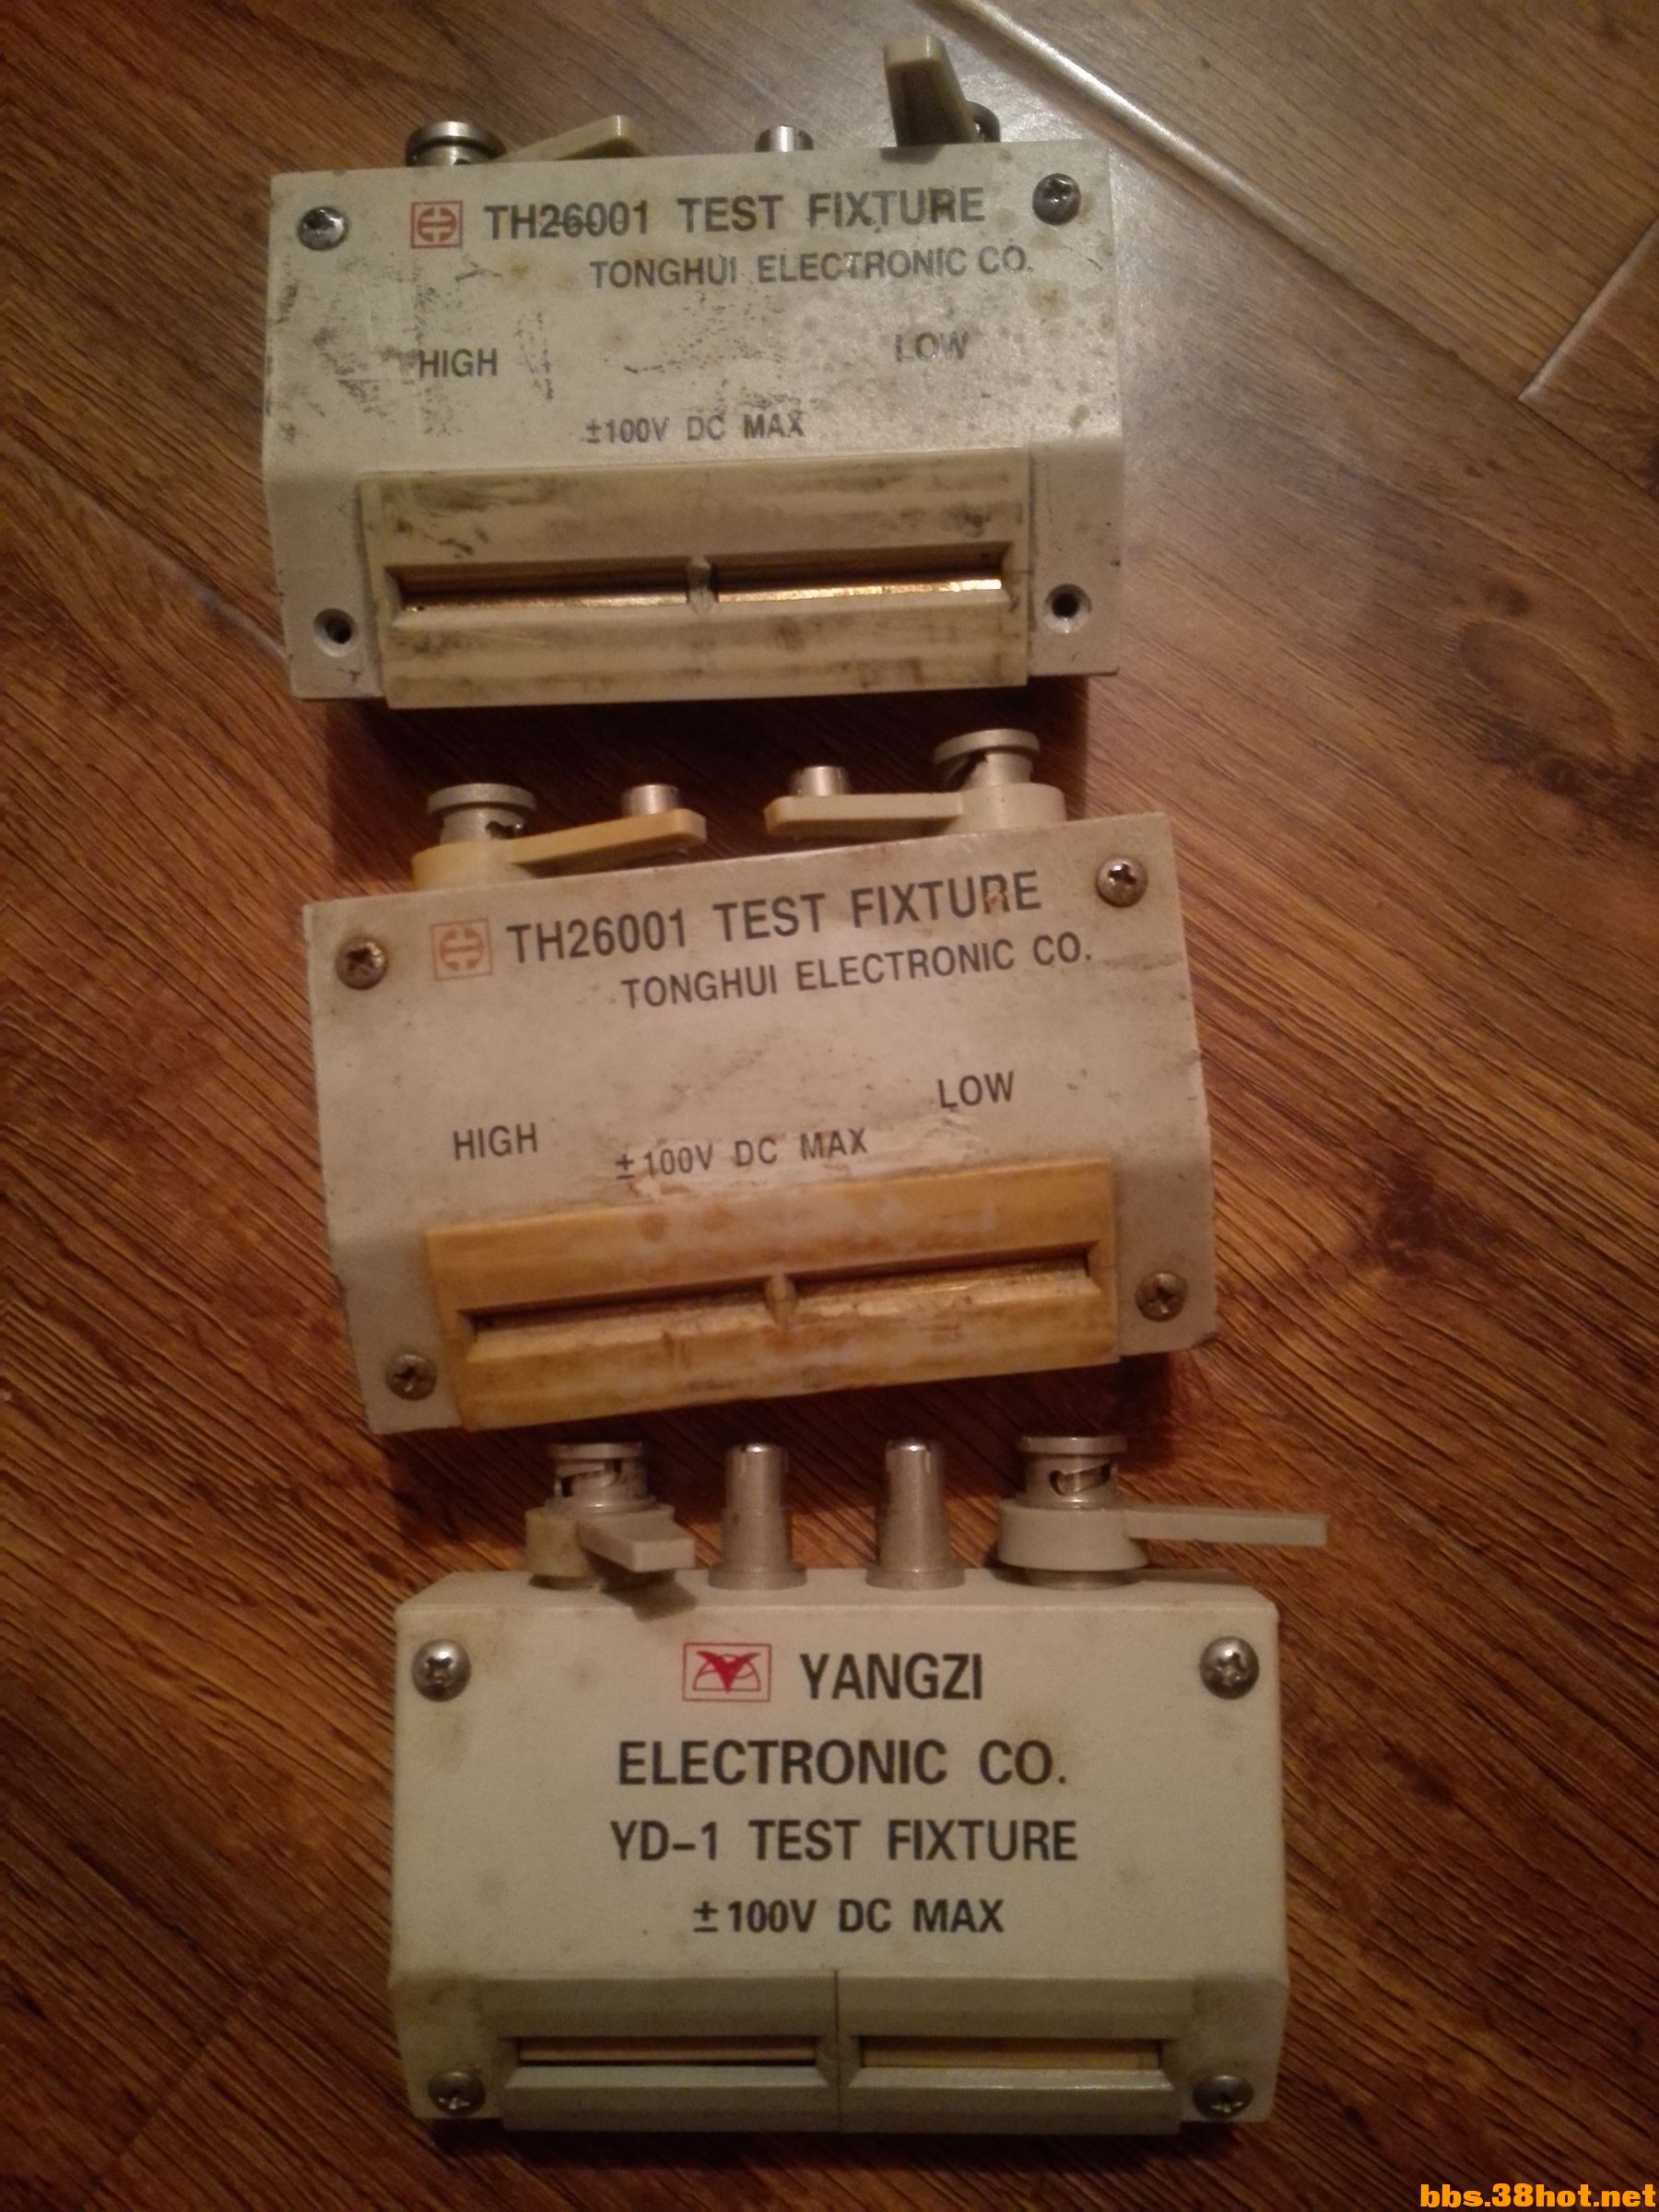 TH26001 TEST FIXTURE
TONGHUI ELECTRONIC CO.
HIGH
LOW
±100V DC MAX
TH26001 TEST FIXTURE
TONGHUI ELECTRONIC CO.
HIGH
LOW
±100V DC MAX
YANGZI
ELECTRONIC CO.
YD-1 TEST FIXTURE
±100V DC MAX
bbs.38hot.net